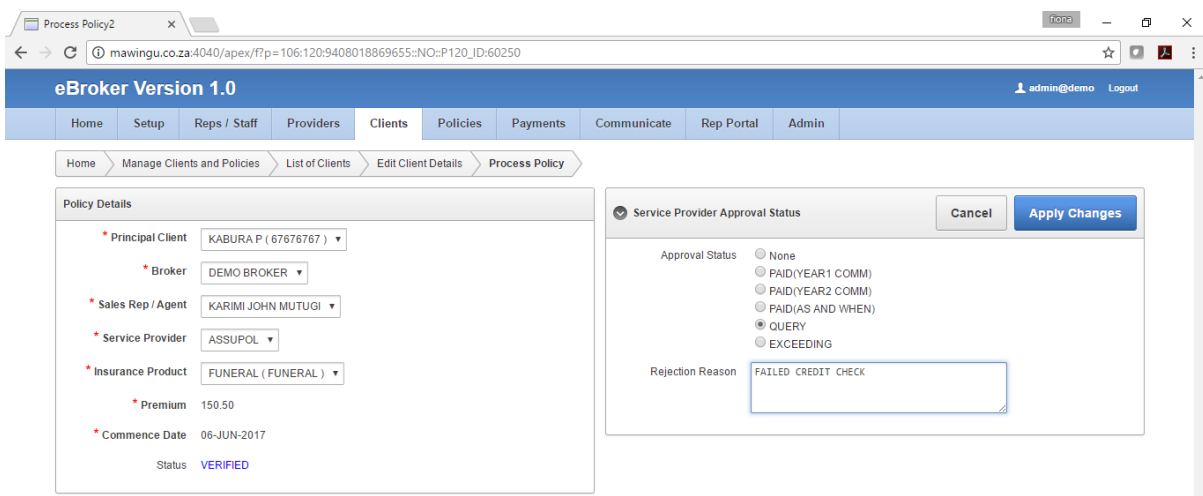 Process Policy2
fiona
mawingu.co.za:4040/apex/f?p=106:120:9408018869655::NO::P120_ID:60250
eBroker Version 1.0
admin@demo Logout
Home Setup Reps / Staff Providers Clients Policies Payments Communicate Rep Portal Admin
Home Manage Clients and Policies List of Clients Edit Client Details Process Policy
Policy Details
* Principal Client KABURA P ( 67676767 )
* Broker DEMO BROKER
* Sales Rep / Agent KARIMI JOHN MUTUGI
* Service Provider ASSUPOL
* Insurance Product FUNERAL ( FUNERAL )
* Premium 150.50
* Commence Date 06-JUN-2017
Status VERIFIED
Service Provider Approval Status Cancel Apply Changes
Approval Status None
PAID(YEAR1 COMM)
PAID(YEAR2 COMM)
PAID(AS AND WHEN)
QUERY
EXCEEDING
Rejection Reason FAILED CREDIT CHECK